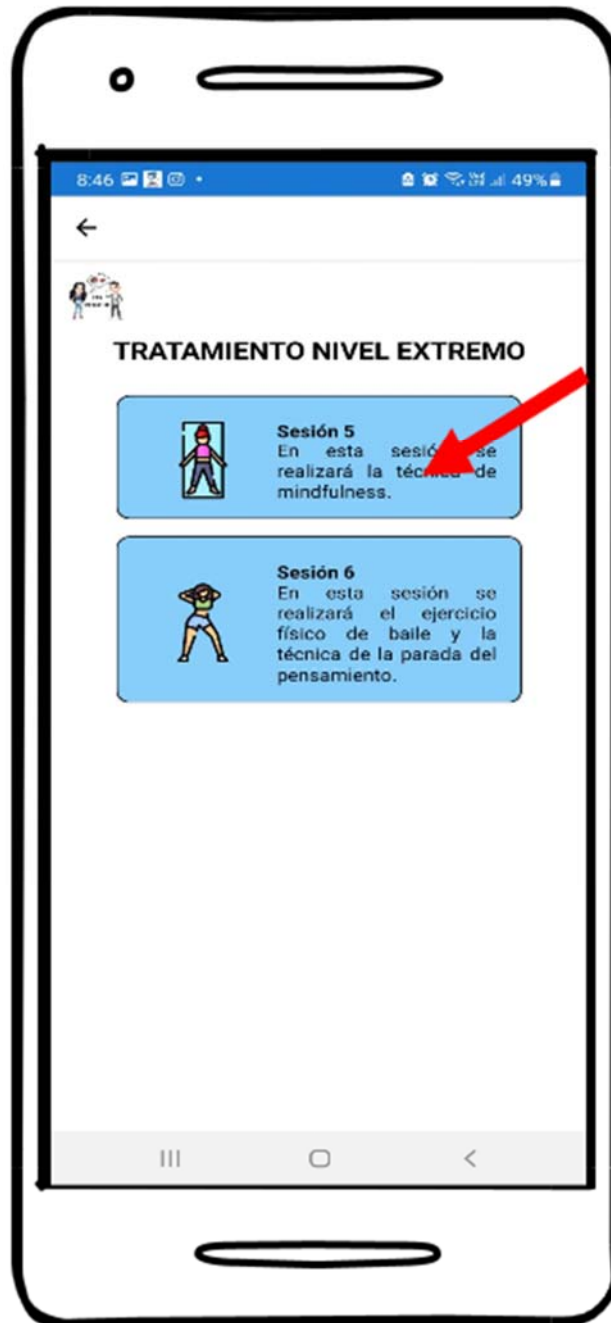 8:46
49%
TRATAMIENTO NIVEL EXTREMO
Sesión 5
En esta sesión se
realizará la técnica de
mindfulness.
Sesión 6
En esta sesión se
realizará el ejercicio
físico de baile y la
técnica de la parada del
pensamiento.